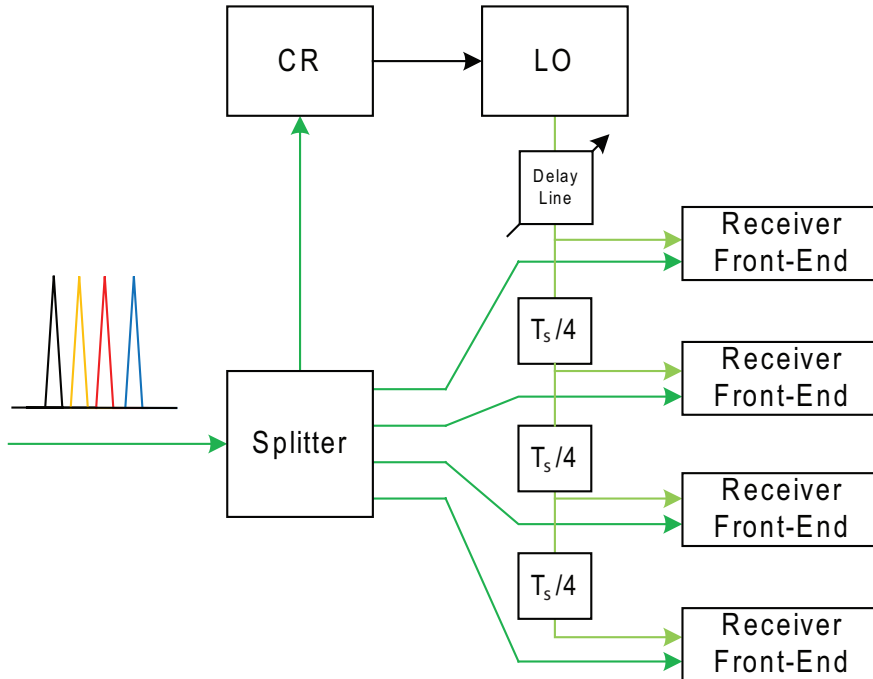 CR
LO
Delay
Line
Receiver
Front-End
Tₛ/4
Receiver
Front-End
Splitter
Tₛ/4
Receiver
Front-End
Tₛ/4
Receiver
Front-End